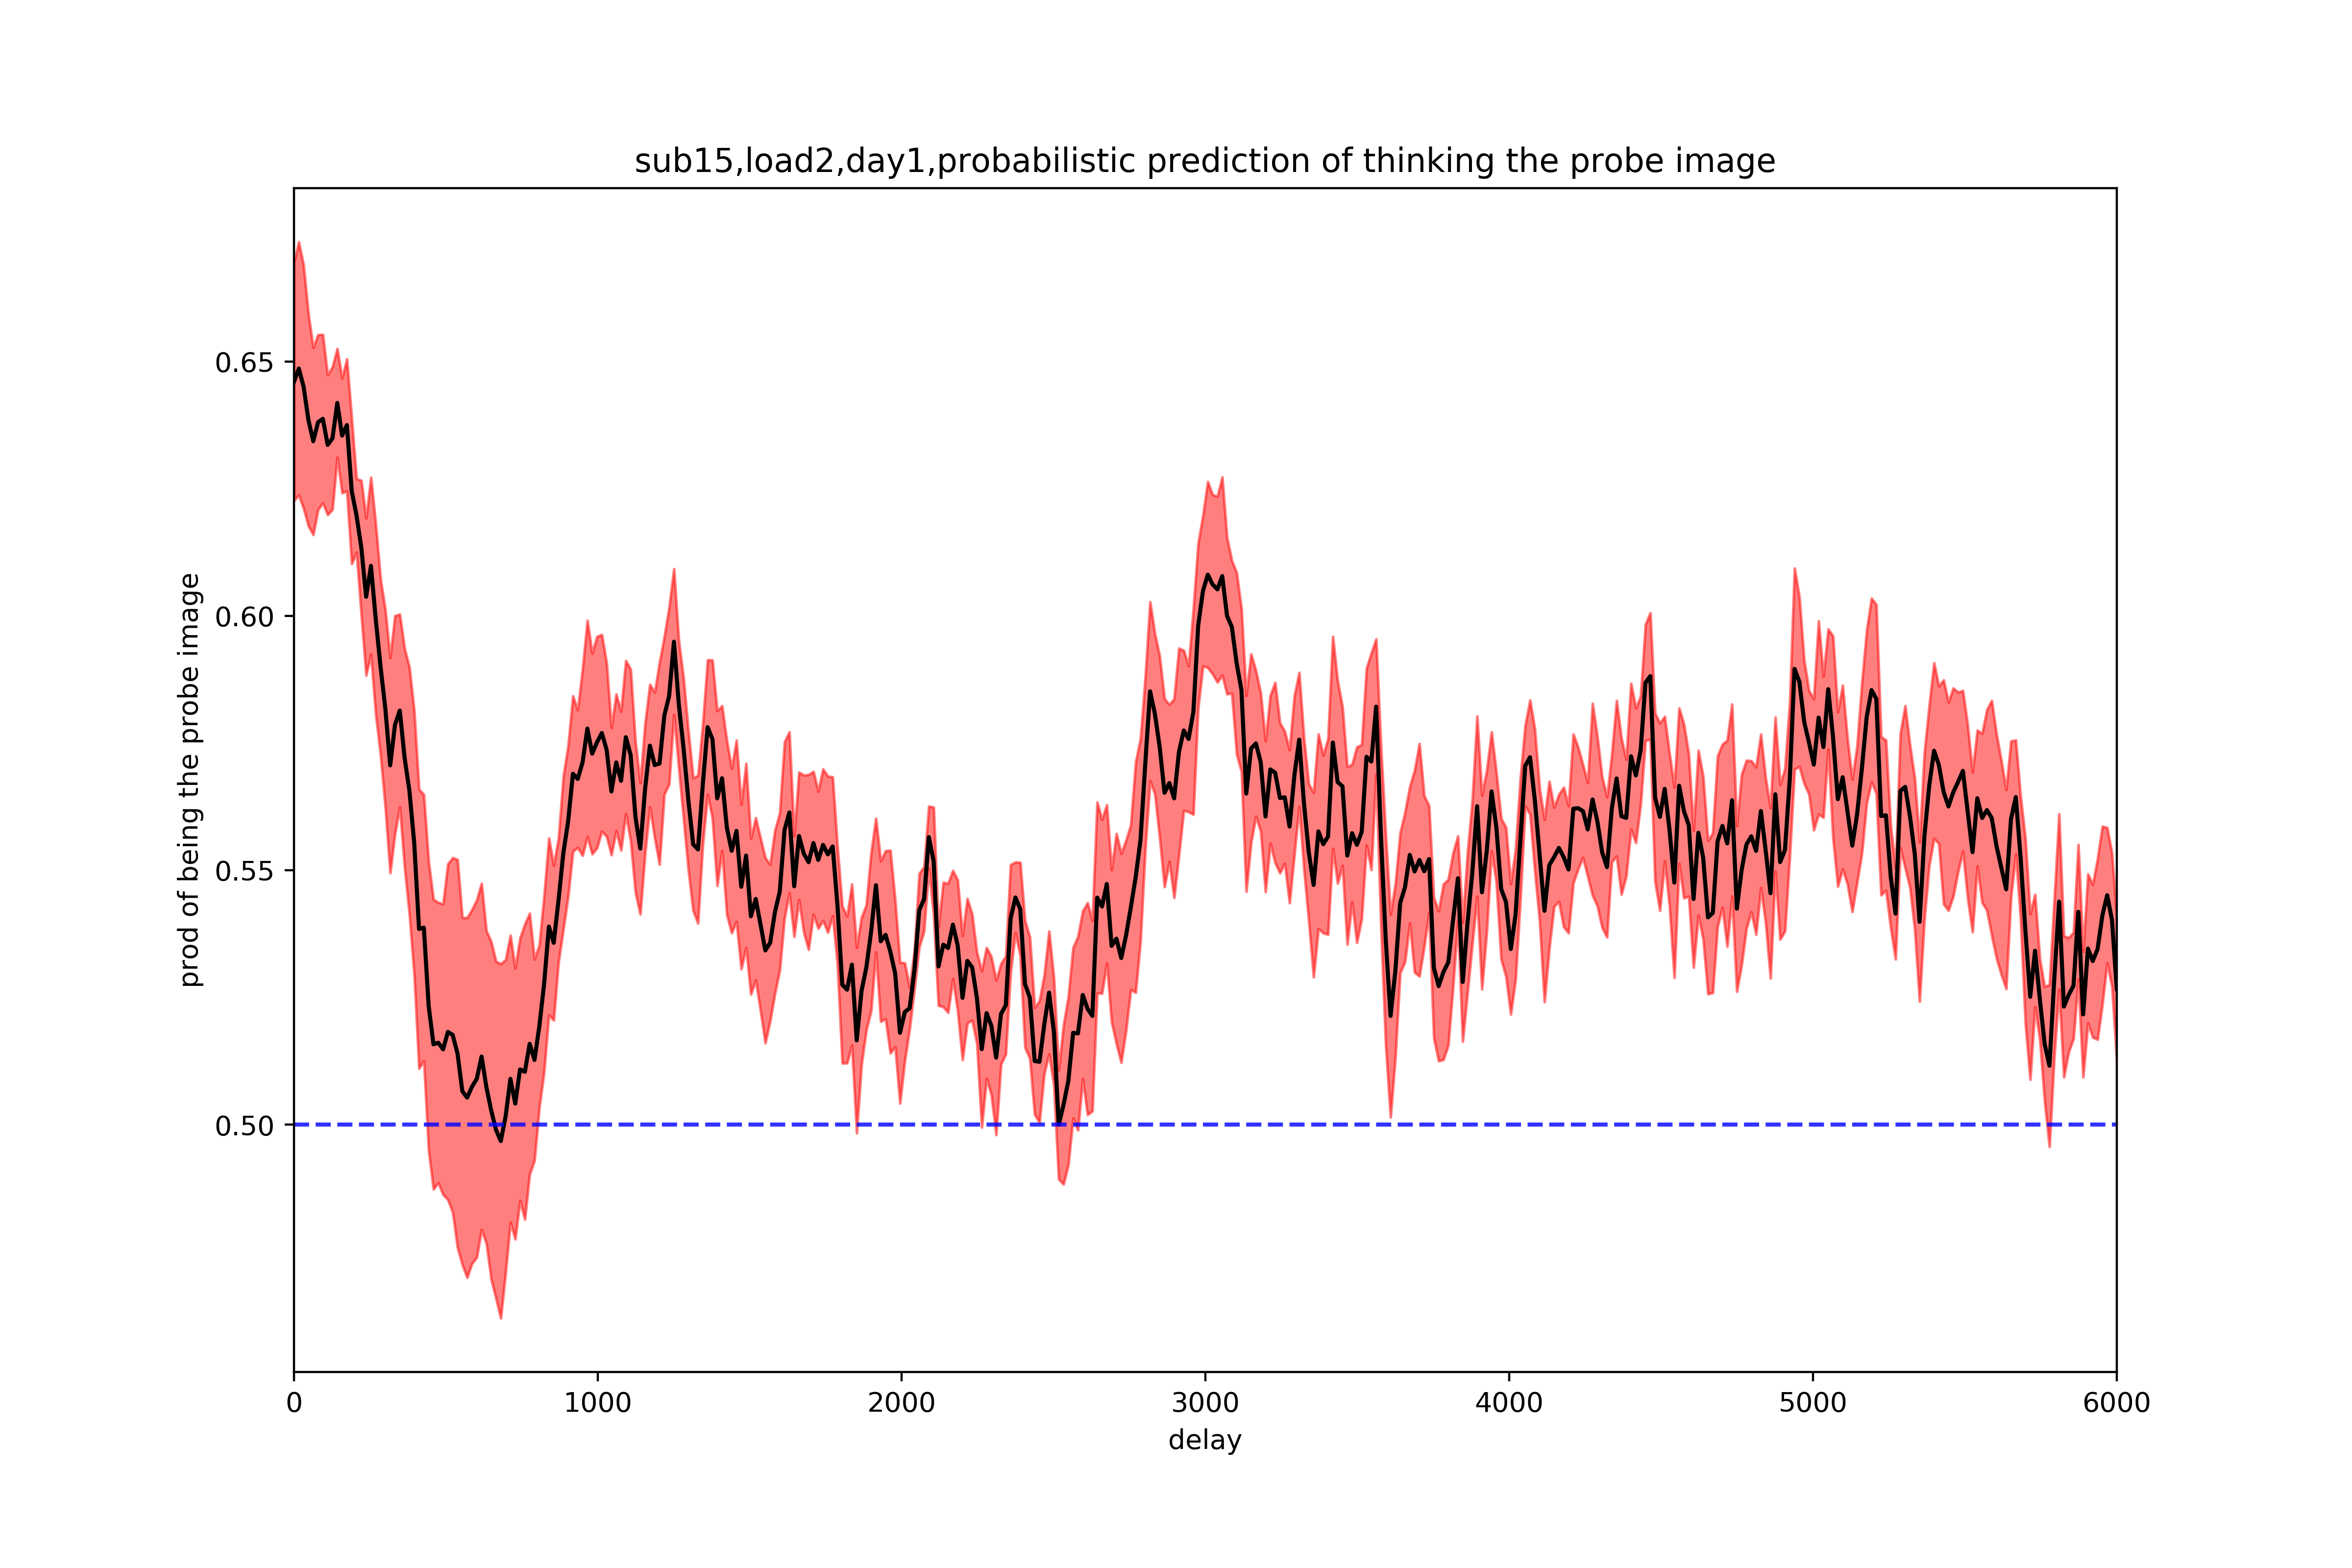 sub15,load2,day1,probabilistic prediction of thinking the probe image
prod of being the probe image
0.65
0.60
0.55
0.50
0 1000 2000 3000 4000 5000 6000
delay